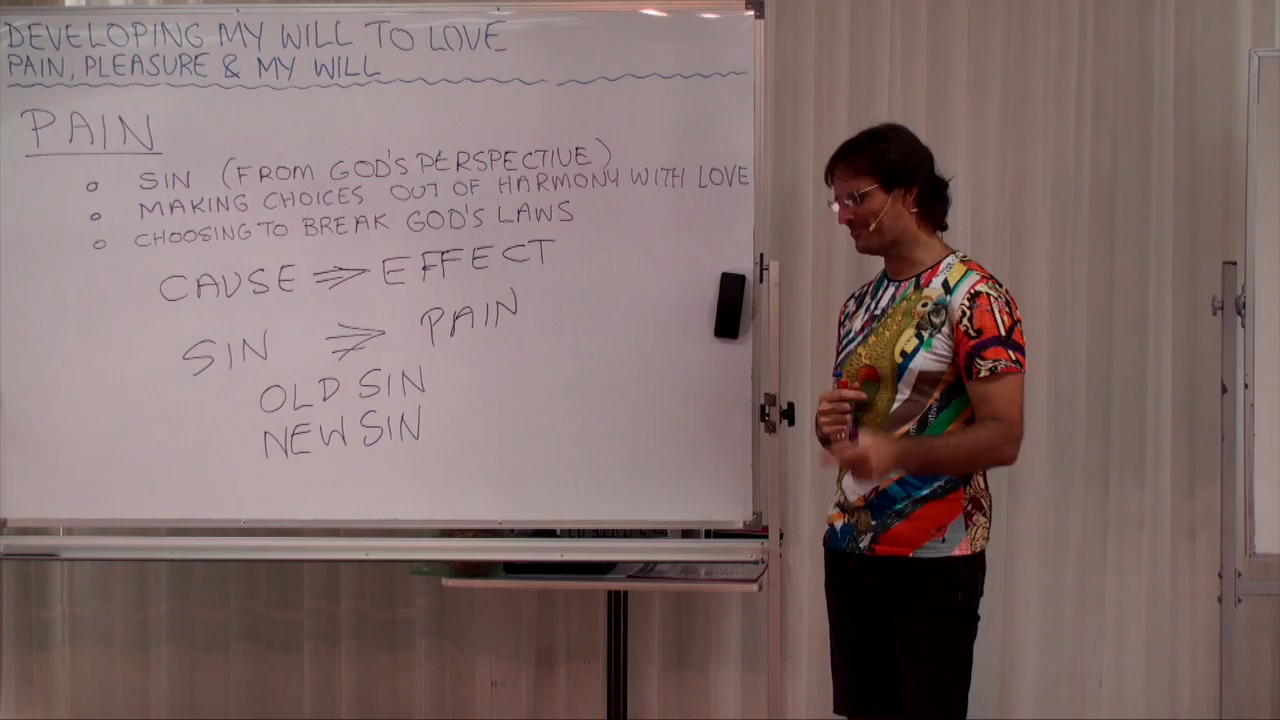 DEVELOPING MY WILL TO LOVE
PAIN, PLEASURE & MY WILL
PAIN
SIN (FROM GOD'S PERSPECTIVE)
MAKING CHOICES OUT OF HARMONY WITH LOVE
CHOOSING TO BREAK GOD'S LAWS
CAUSE ⇒ EFFECT
SIN ⇒ PAIN
OLD SIN
NEW SIN